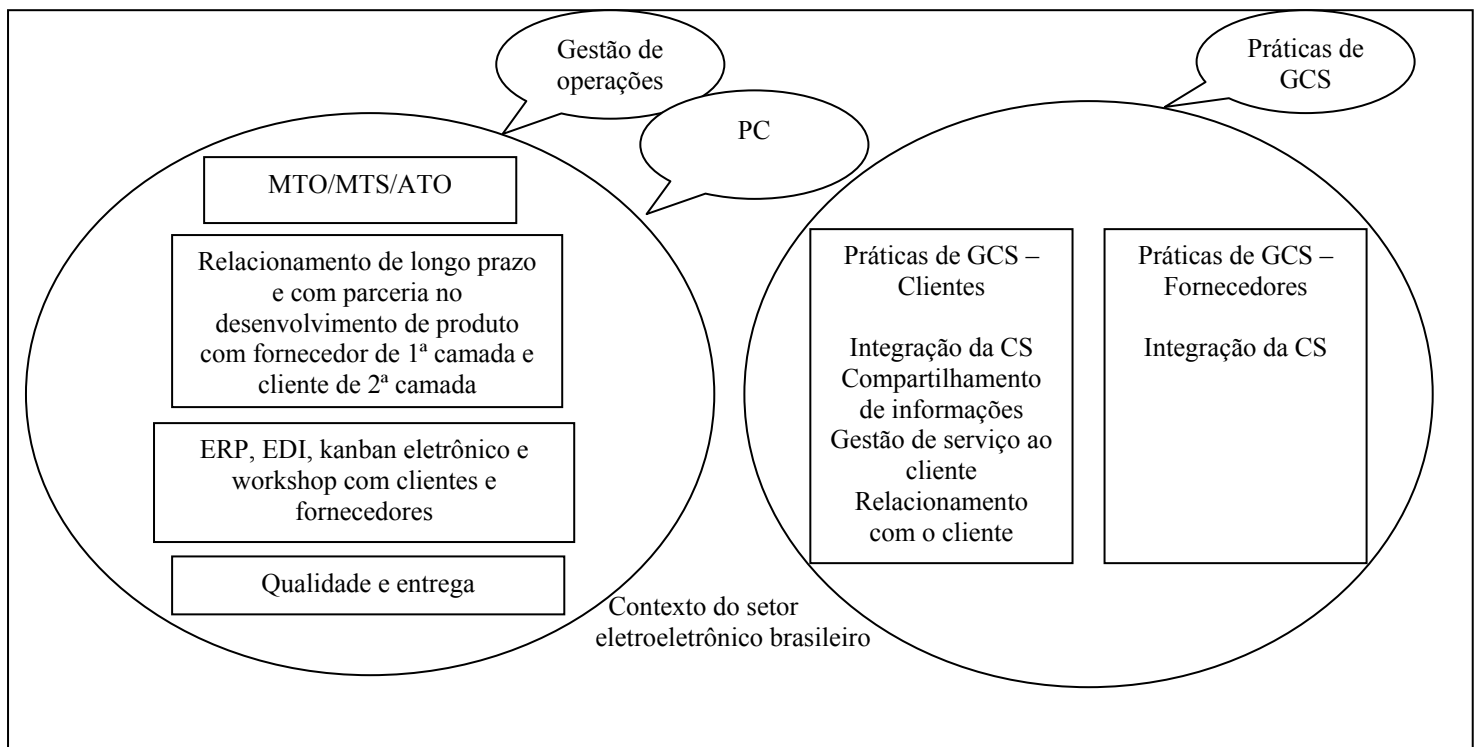 Gestão de
operações
PC
MTO/MTS/ATO
Relacionamento de longo prazo
e com parceria no
desenvolvimento de produto
com fornecedor de 1ª camada e
cliente de 2ª camada
ERP, EDI, kanban eletrônico e
workshop com clientes e
fornecedores
Qualidade e entrega
Contexto do setor
eletroeletrônico brasileiro
Práticas de
GCS
Práticas de GCS –
Clientes
Integração da CS
Compartilhamento
de informações
Gestão de serviço ao
cliente
Relacionamento
com o cliente
Práticas de GCS –
Fornecedores
Integração da CS